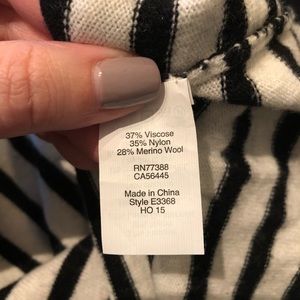 37% Viscose
35% Nylon
28% Merino Wool
RN77388
CA56445
Made in China
Style E3368
HO 15